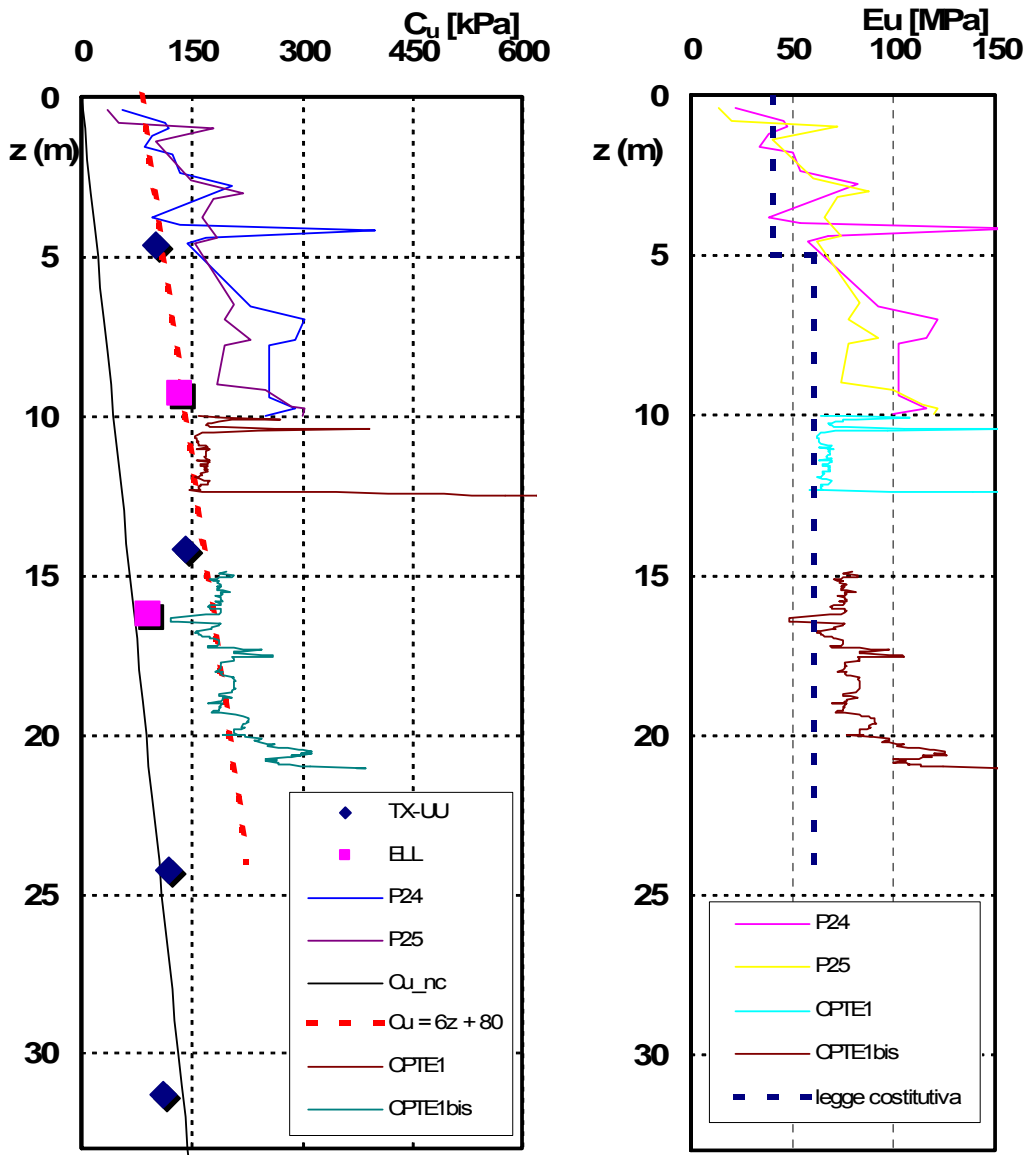 Cu [kPa]
0 150 300 450 600
0
z (m)
5
10
15
20
25
30
TX-UU
ELL
P24
P25
Cu_nc
Cu = 6z + 80
CPTE1
CPTE1bis
Eu [MPa]
0 50 100 150
0
z (m)
5
10
15
20
25
30
P24
P25
CPTE1
CPTE1bis
legge costitutiva